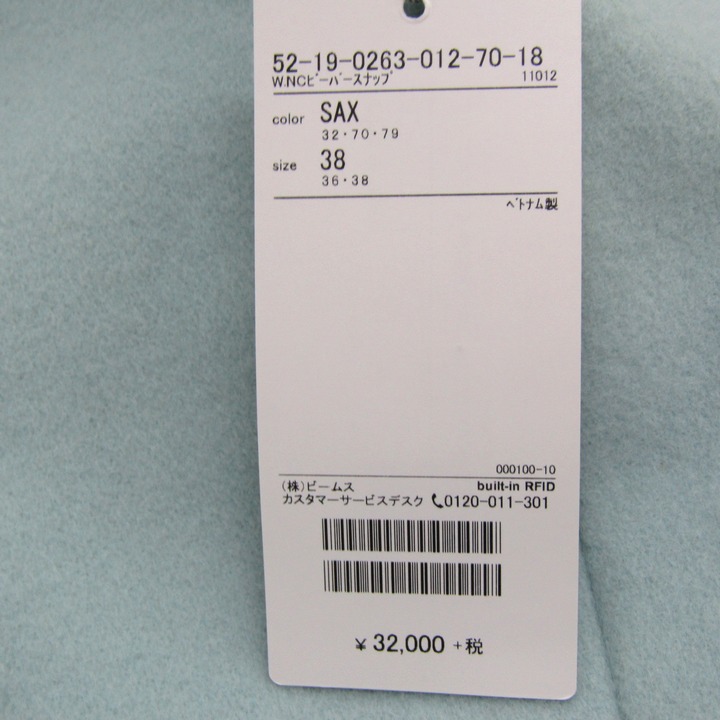 52-19-0263-012-70-18
W.NCビーバースナップ 11012
color SAX
32・70・79
size 38
36・38
ベトナム製
000100-10
(株)ビームス built-in RFID
カスタマーサービスデスク 0120-011-301
¥ 32,000 +税